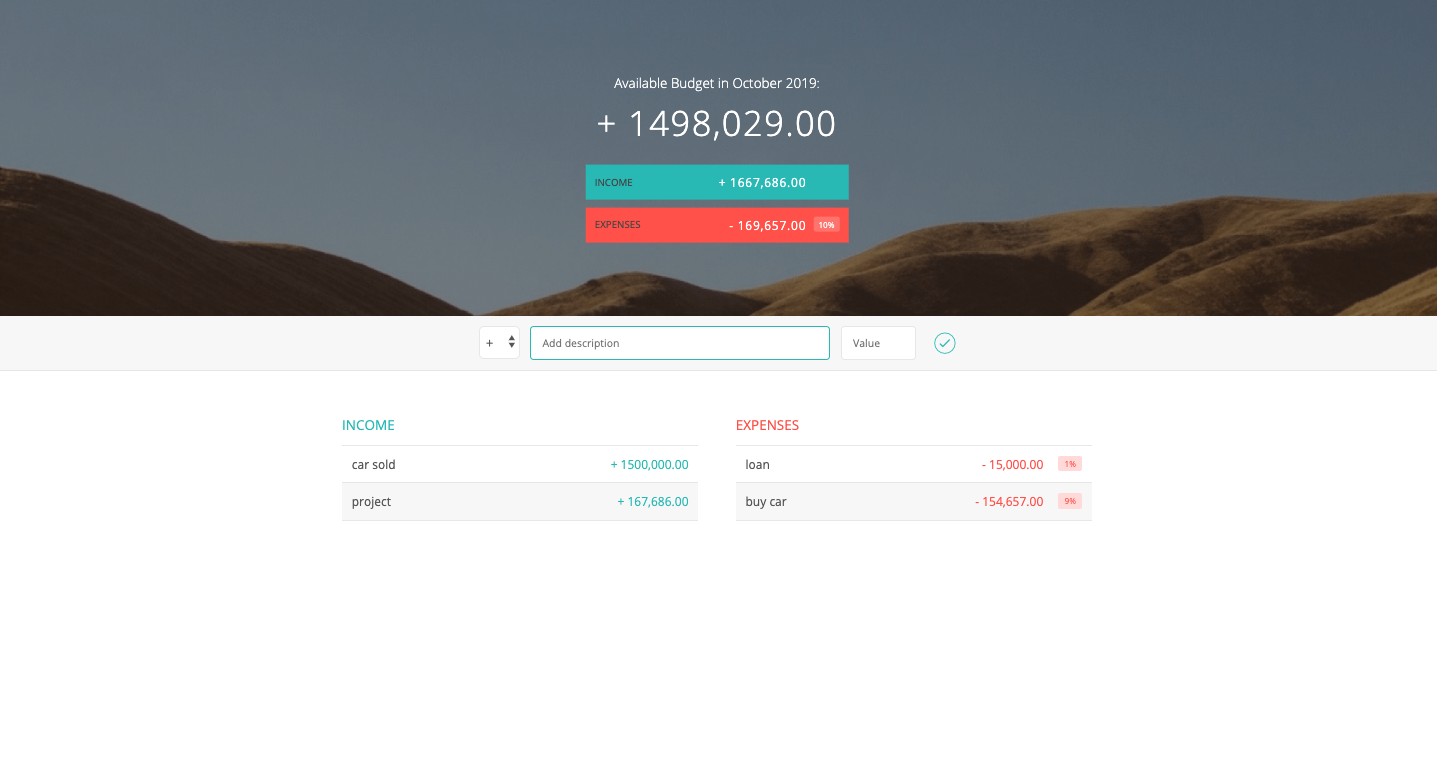 Available Budget in October 2019:
+ 1498,029.00
INCOME + 1667,686.00
EXPENSES - 169,657.00 10%
+ Add description Value
INCOME
car sold + 1500,000.00
project + 167,686.00
EXPENSES
loan - 15,000.00 1%
buy car - 154,657.00 9%